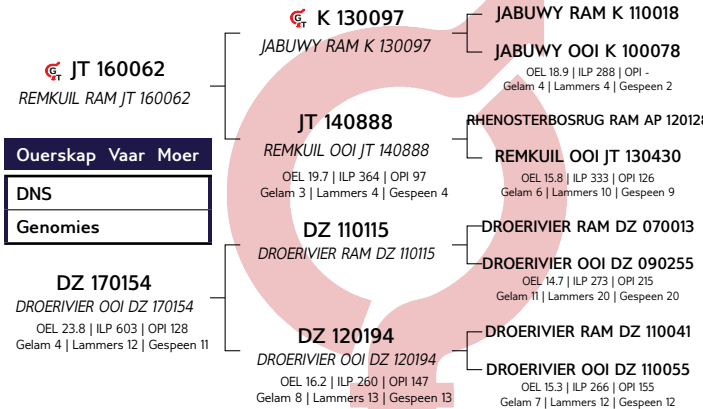 JT 160062
REMKUIL RAM JT 160062
Ouerskap Vaar Moer
DNS
Genomies
DZ 170154
DROERIVIER OOI DZ 170154
OEL 23.8 | ILP 603 | OPI 128
Gelam 4 | Lammers 12 | Gespeen 11
K 130097
JABUWY RAM K 130097
JT 140888
REMKUIL OOI JT 140888
OEL 19.7 | ILP 364 | OPI 97
Gelam 3 | Lammers 4 | Gespeen 4
DZ 110115
DROERIVIER RAM DZ 110115
DZ 120194
DROERIVIER OOI DZ 120194
OEL 16.2 | ILP 260 | OPI 147
Gelam 8 | Lammers 13 | Gespeen 13
JABUWY RAM K 110018
JABUWY OOI K 100078
OEL 18.9 | ILP 288 | OPI -
Gelam 4 | Lammers 4 | Gespeen 2
RHENOSTERBOSRUG RAM AP 120128
REMKUIL OOI JT 130430
OEL 15.8 | ILP 333 | OPI 126
Gelam 6 | Lammers 10 | Gespeen 9
DROERIVIER RAM DZ 070013
DROERIVIER OOI DZ 090255
OEL 14.7 | ILP 273 | OPI 215
Gelam 11 | Lammers 20 | Gespeen 20
DROERIVIER RAM DZ 110041
DROERIVIER OOI DZ 110055
OEL 15.3 | ILP 266 | OPI 155
Gelam 7 | Lammers 12 | Gespeen 12